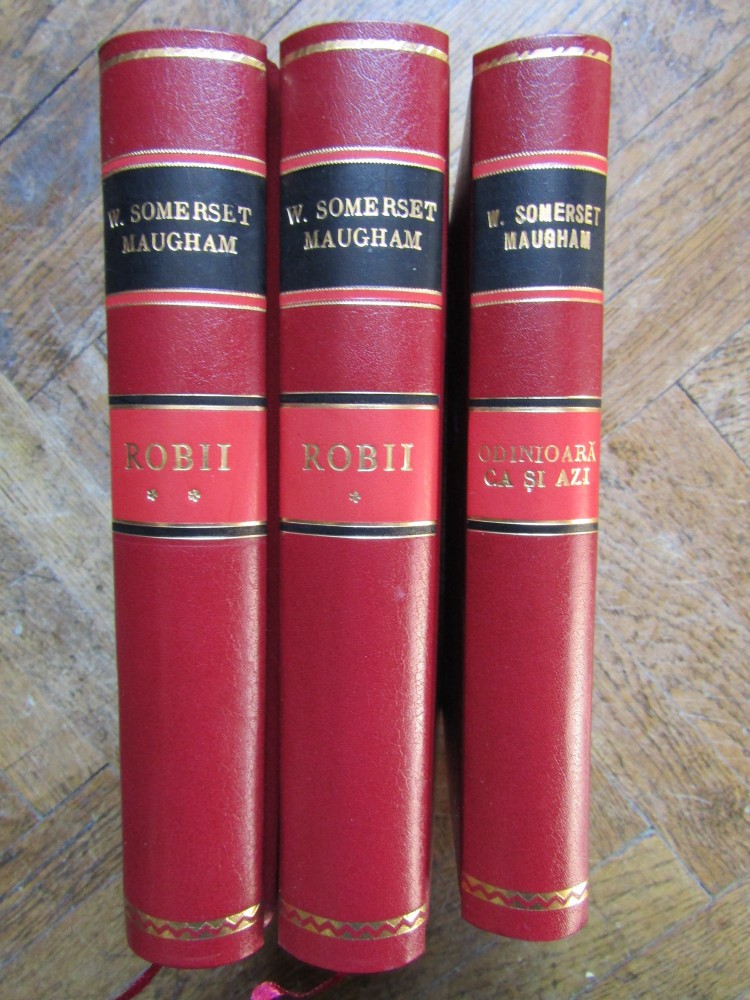 W. SOMERSET
MAUGHAM
ROBII
* *
W. SOMERSET
MAUGHAM
ROBII
*
W. SOMERSET
MAUGHAM
ODINIOARĂ
CA ȘI AZI